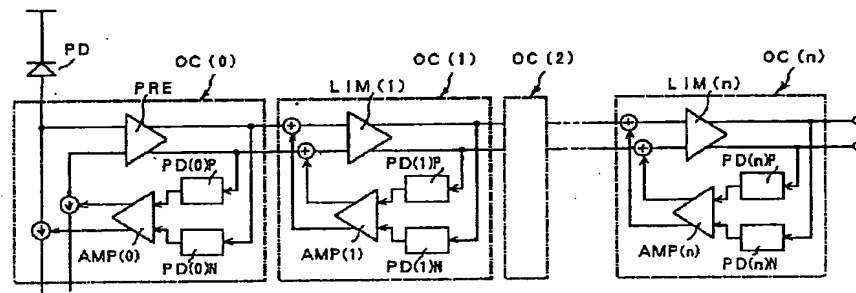 PD
OC(0)
PRE
LIM(1)
OC(1)
OC(2)
OC(n)
LIM(n)
PD(0)P
PD(0)N
AMP(0)
PD(1)P
PD(1)N
AMP(1)
PD(n)P
PD(n)N
AMP(n)